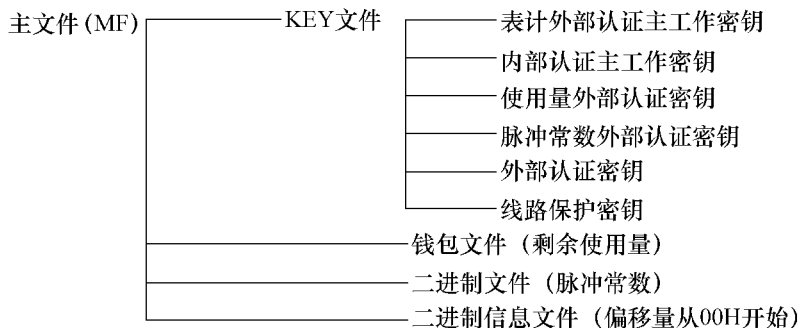 主文件(MF) KEY文件 表计外部认证主工作密钥
内部认证主工作密钥
使用量外部认证密钥
脉冲常数外部认证密钥
外部认证密钥
线路保护密钥
钱包文件（剩余使用量）
二进制文件（脉冲常数）
二进制信息文件（偏移量从00H开始）